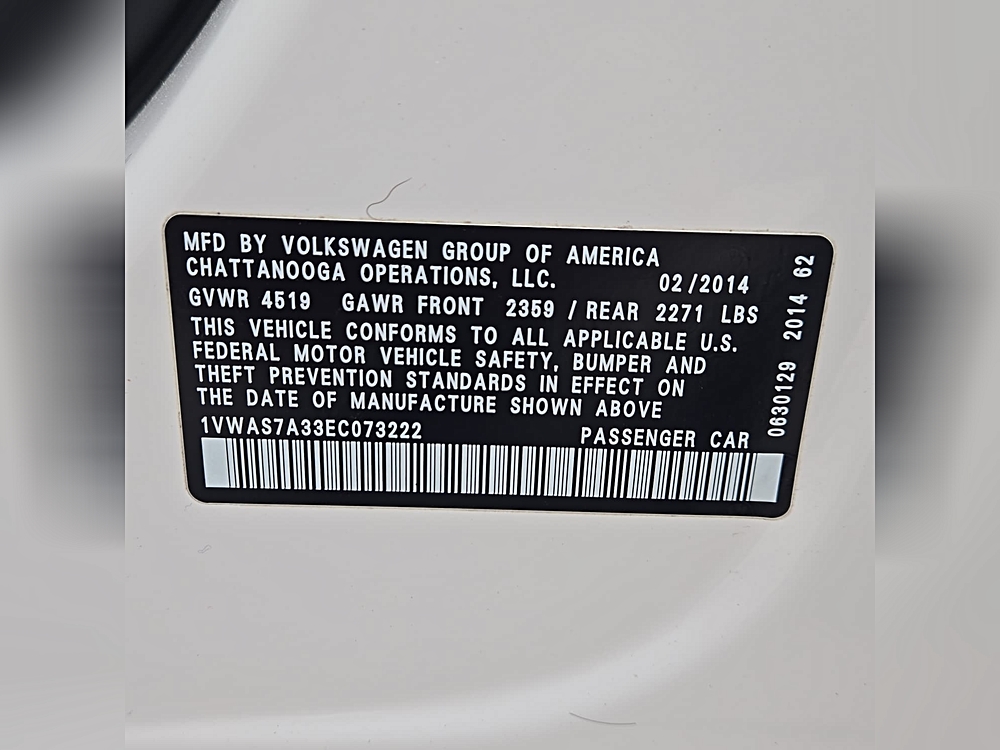 MFD BY VOLKSWAGEN GROUP OF AMERICA
CHATTANOOGA OPERATIONS, LLC. 02/2014
GVWR 4519 GAWR FRONT 2359 / REAR 2271 LBS
THIS VEHICLE CONFORMS TO ALL APPLICABLE U.S.
FEDERAL MOTOR VEHICLE SAFETY, BUMPER AND
THEFT PREVENTION STANDARDS IN EFFECT ON
THE DATE OF MANUFACTURE SHOWN ABOVE
1VWAS7A33EC073222 PASSENGER CAR
0630129 2014 62